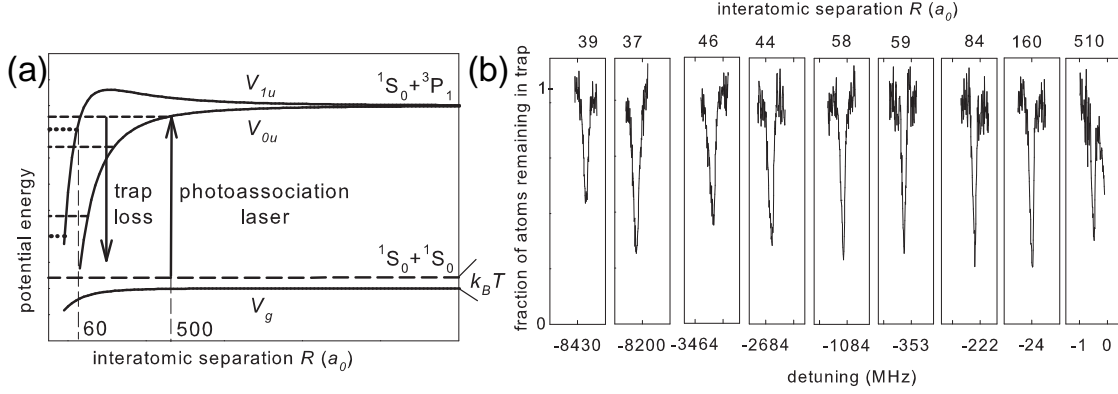 (a)
V₁ᵤ
¹S₀+³P₁
V₀ᵤ
potential energy
trap
loss
photoassociation
laser
¹S₀+¹S₀
k_BT
V_g
60
500
interatomic separation R (a₀)
(b)
interatomic separation R (a₀)
39 37 46 44 58 59 84 160 510
fraction of atoms remaining in trap
1
0
-8430 -8200 -3464 -2684 -1084 -353 -222 -24 -1 0
detuning (MHz)